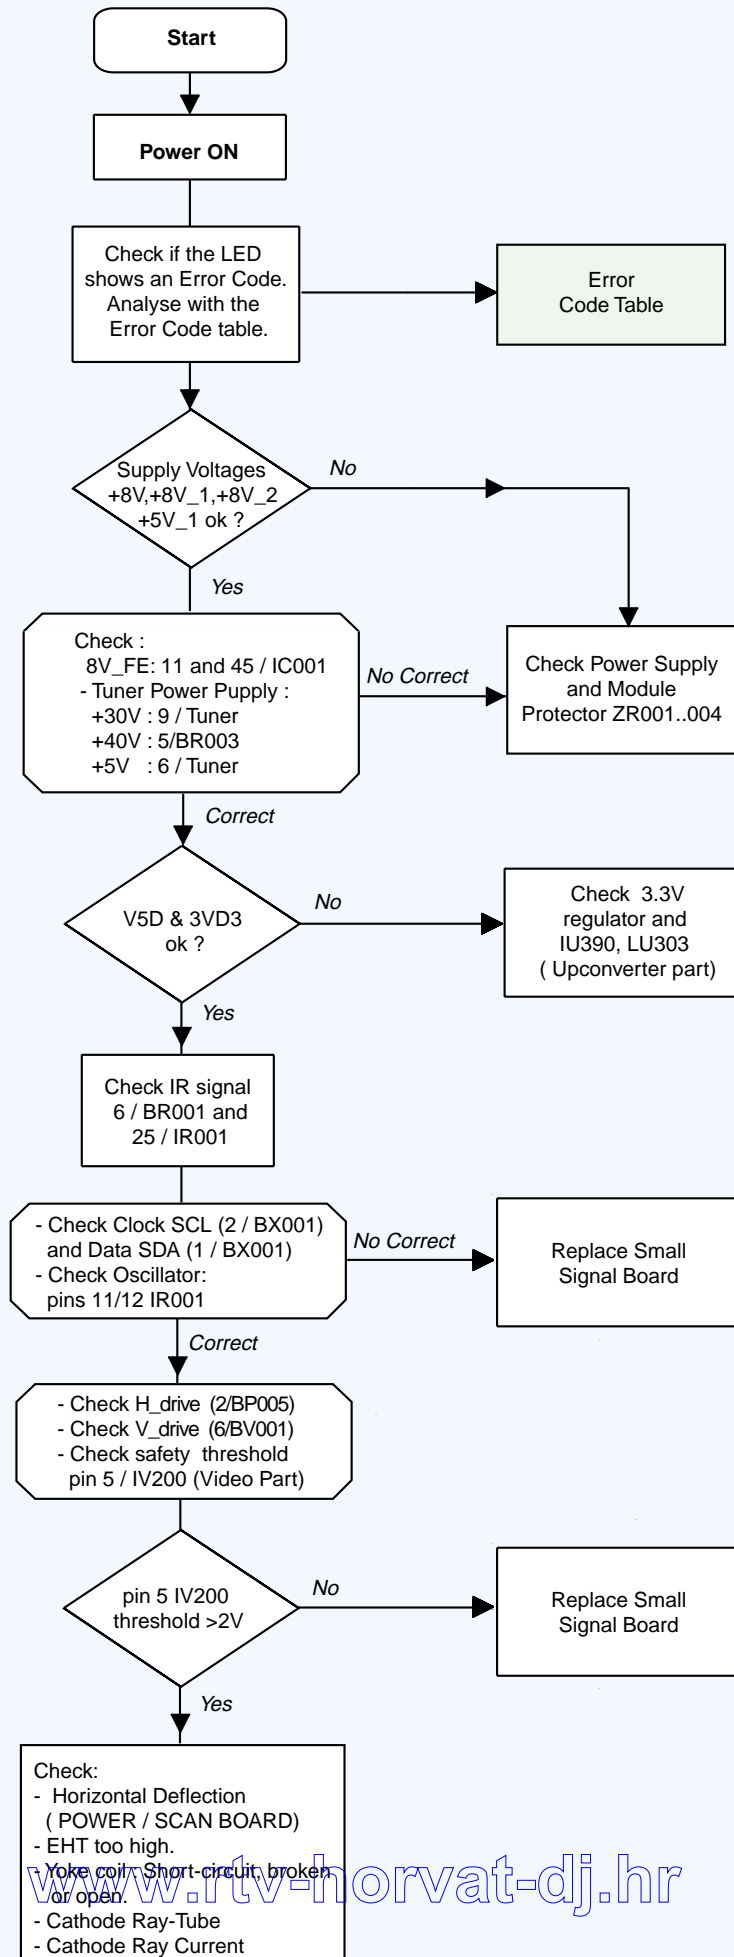 Start
Power ON
Check if the LED
shows an Error Code.
Analyse with the
Error Code table.
Error
Code Table
Supply Voltages
+8V,+8V_1,+8V_2
+5V_1 ok ?
No
Yes
Check :
8V_FE: 11 and 45 / IC001
- Tuner Power Pupply :
+30V : 9 / Tuner
+40V : 5/BR003
+5V : 6 / Tuner
No Correct
Check Power Supply
and Module
Protector ZR001..004
Correct
V5D & 3VD3
ok ?
No
Check 3.3V
regulator and
IU390, LU303
( Upconverter part)
Yes
Check IR signal
6 / BR001 and
25 / IR001
- Check Clock SCL (2 / BX001)
and Data SDA (1 / BX001)
- Check Oscillator:
pins 11/12 IR001
No Correct
Replace Small
Signal Board
Correct
- Check H_drive (2/BP005)
- Check V_drive (6/BV001)
- Check safety threshold
pin 5 / IV200 (Video Part)
pin 5 IV200
threshold >2V
No
Replace Small
Signal Board
Yes
Check:
- Horizontal Deflection
( POWER / SCAN BOARD)
- EHT too high.
- Yoke coil : Short-circuit, broken
or open.
- Cathode Ray-Tube
- Cathode Ray Current
www.rtv-horvat-dj.hr